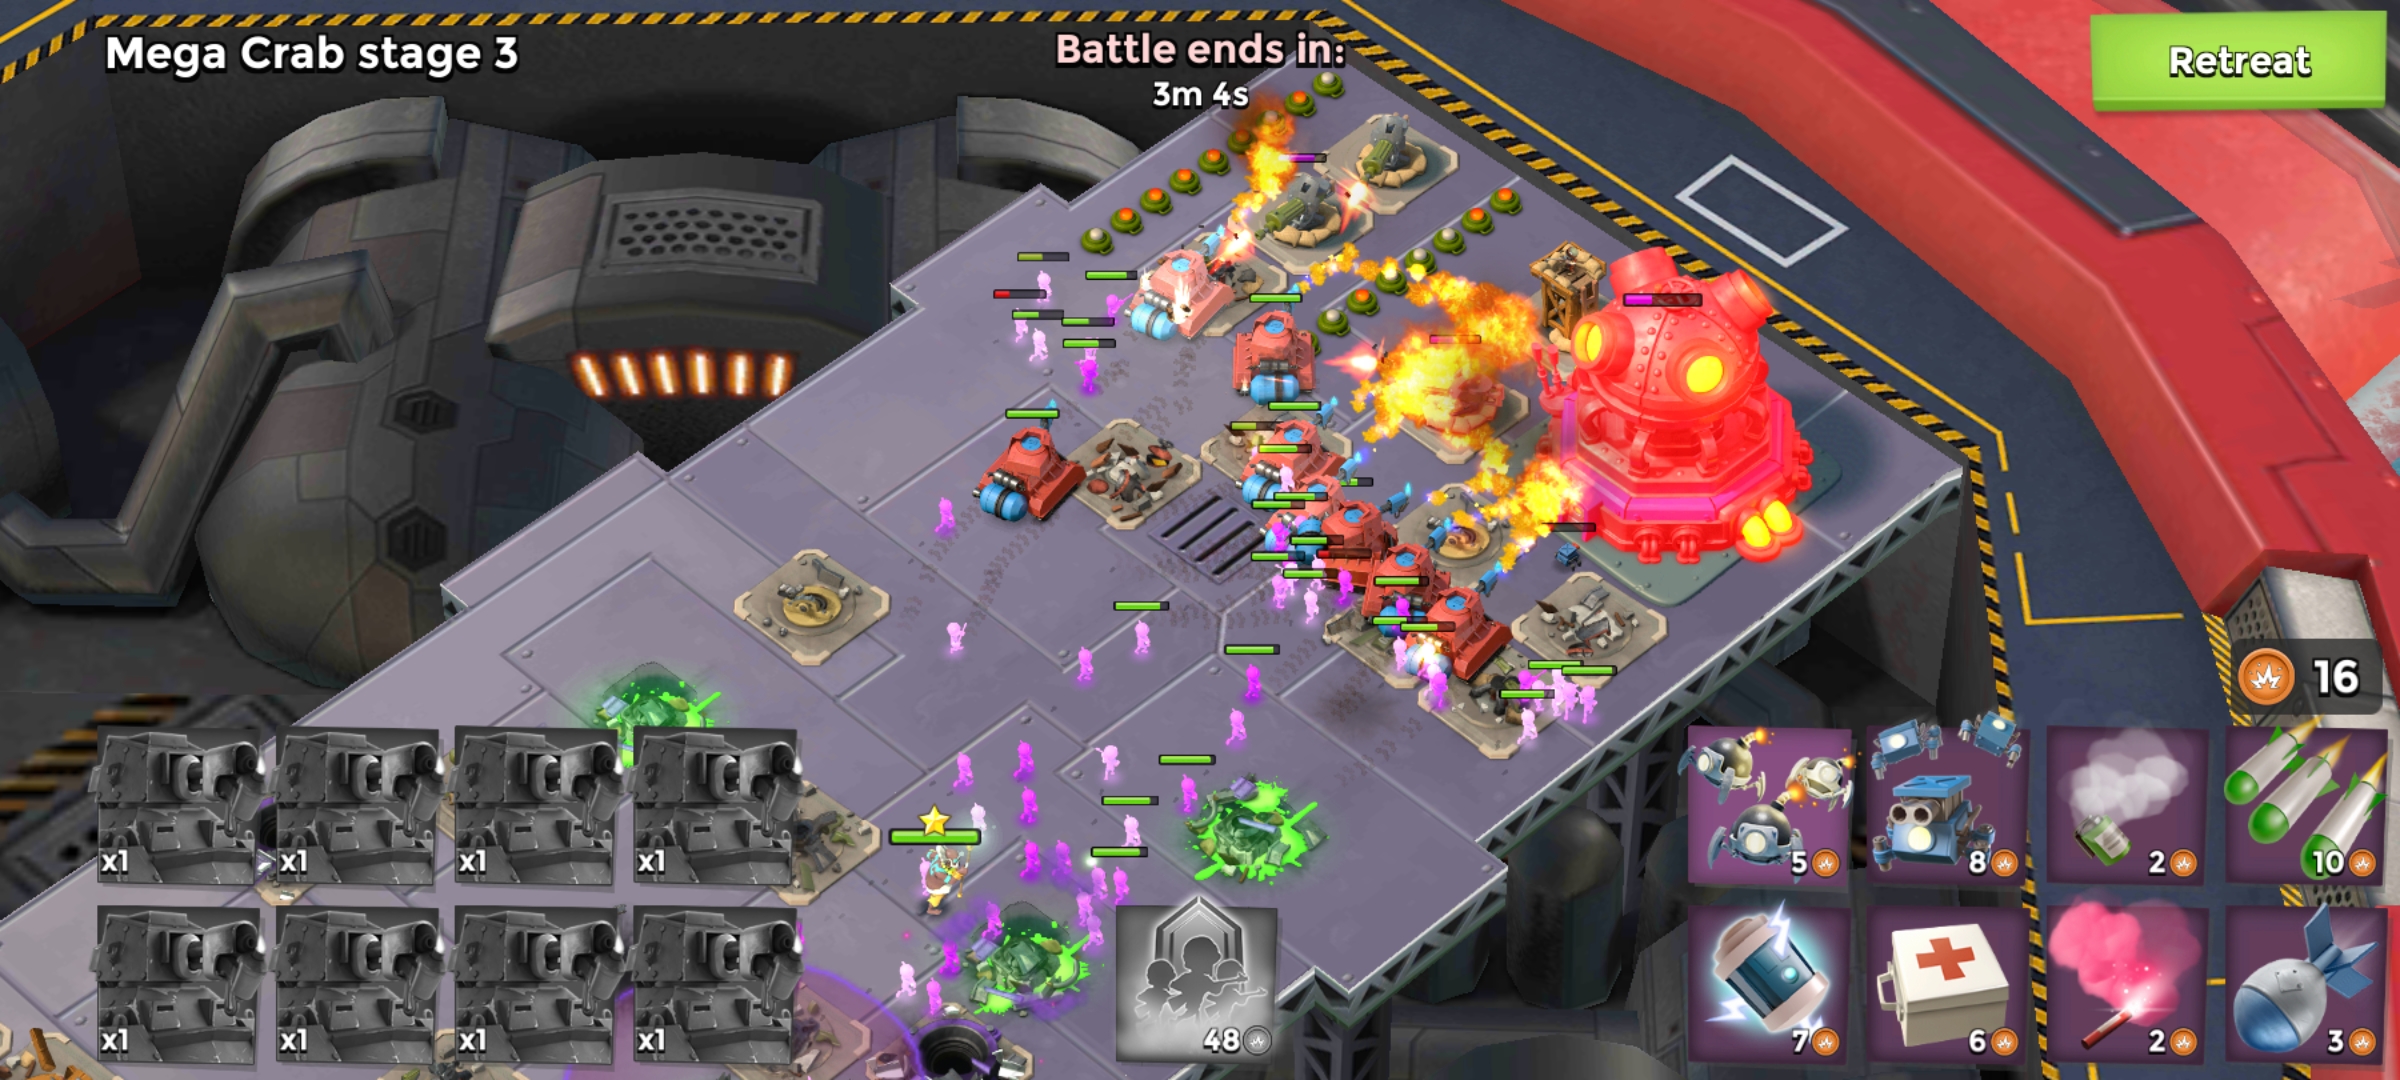 Mega Crab stage 3
Battle ends in:
3m 4s
Retreat
16
x1
x1
x1
x1
5
8
2
10
x1
x1
x1
x1
48
7
6
2
3